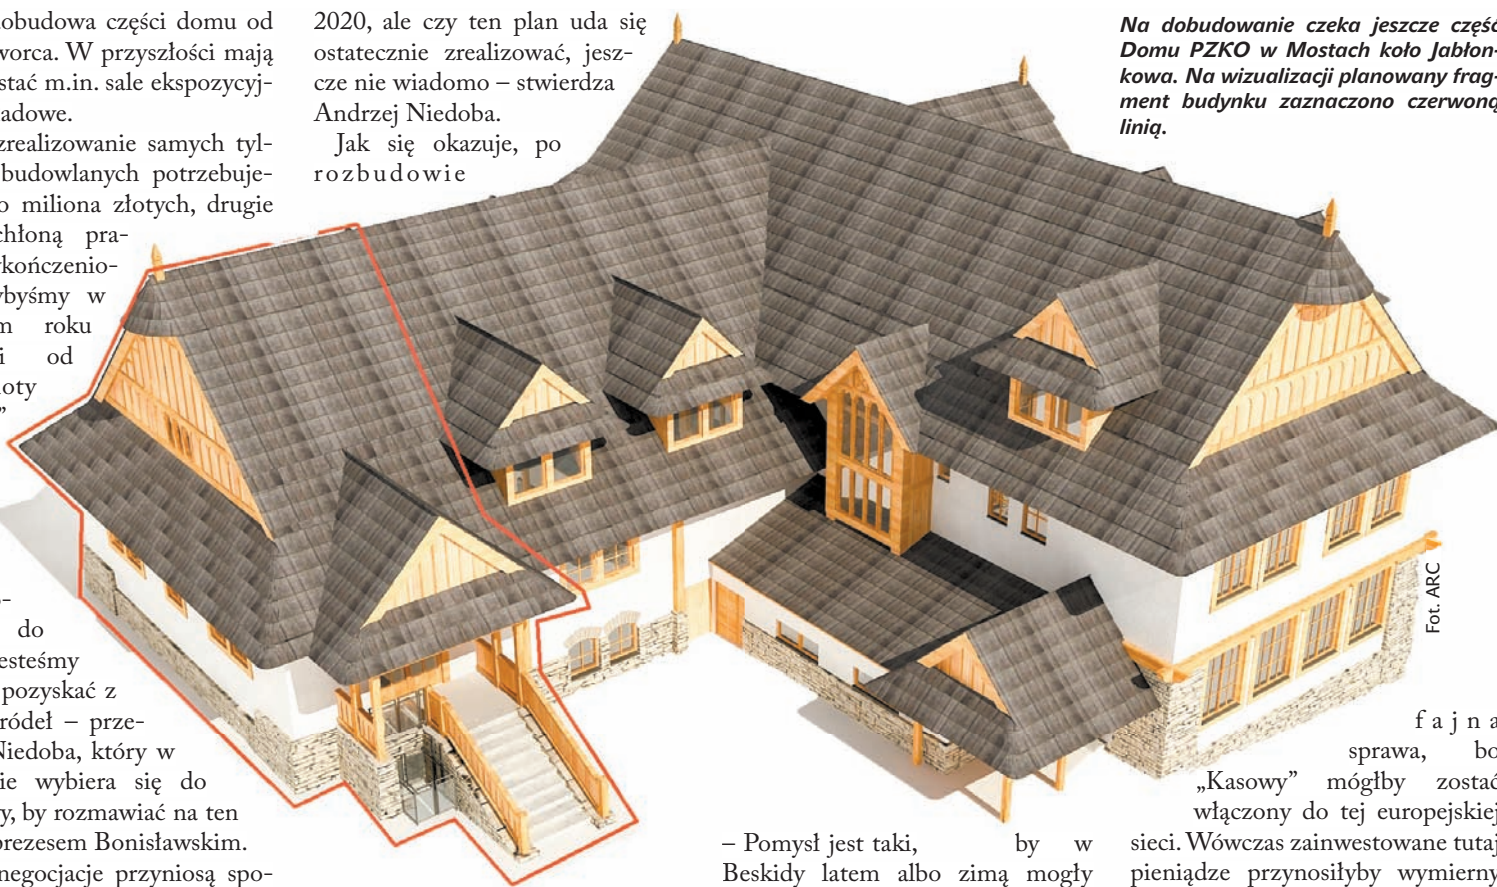 dobudowa części domu od
worca. W przyszłości mają
stać m.in. sale ekspozycyj-
adowe.
zrealizowanie samych tyl-
budowlanych potrzebuje-
o miliona złotych, drugie
chłoną pra-
ykończenio-
ybyśmy w
m roku
i od
noty
”
o-
do
esteśmy
pozyskać z
ródeł – prze-
Niedoba, który w
ie wybiera się do
y, by rozmawiać na ten
prezesem Bonisławskim.
negocjacje przyniosą spo-
2020, ale czy ten plan uda się
ostatecznie zrealizować, jesz-
cze nie wiadomo – stwierdza
Andrzej Niedoba.
Jak się okazuje, po
rozbudowie
– Pomysł jest taki, by w
Beskidy latem albo zimą mogły
Na dobudowanie czeka jeszcze część
Domu PZKO w Mostach koło Jabłon-
kowa. Na wizualizacji planowany frag-
ment budynku zaznaczono czerwoną
linią.
Fot. ARC
fajna
sprawa, bo
„Kasowy” mógłby zostać
włączony do tej europejskiej
sieci. Wówczas zainwestowane tutaj
pieniądze przynosiłyby wymierny